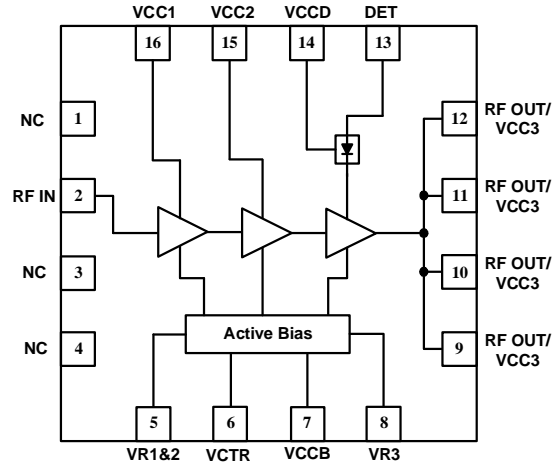 VCC1 VCC2 VCCD DET
16 15 14 13
NC 1
12 RF OUT/
VCC3
RF IN 2
11 RF OUT/
VCC3
NC 3
10 RF OUT/
VCC3
NC 4
9 RF OUT/
VCC3
Active Bias
5 6 7 8
VR1&2 VCTR VCCB VR3